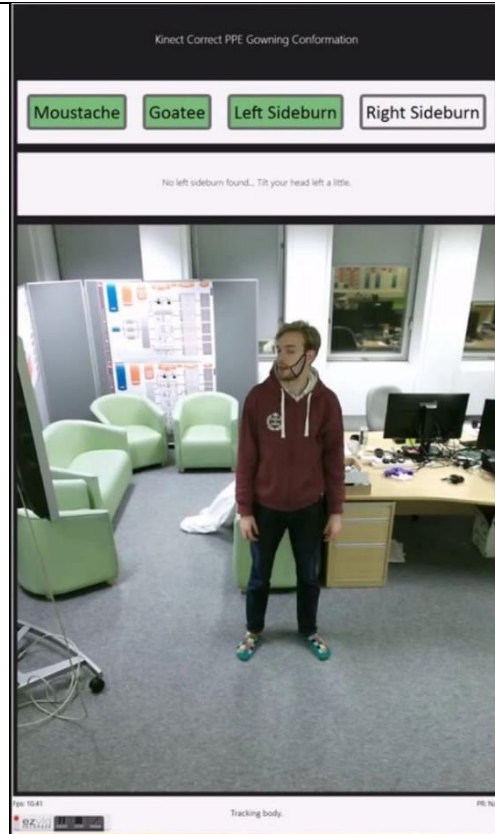 Kinect Correct PPE Gowning Conformation
Moustache Goatee Left Sideburn Right Sideburn
No left sideburn found... Tilt your head left a little.
Fps: 10.41
Tracking body.
ezvid